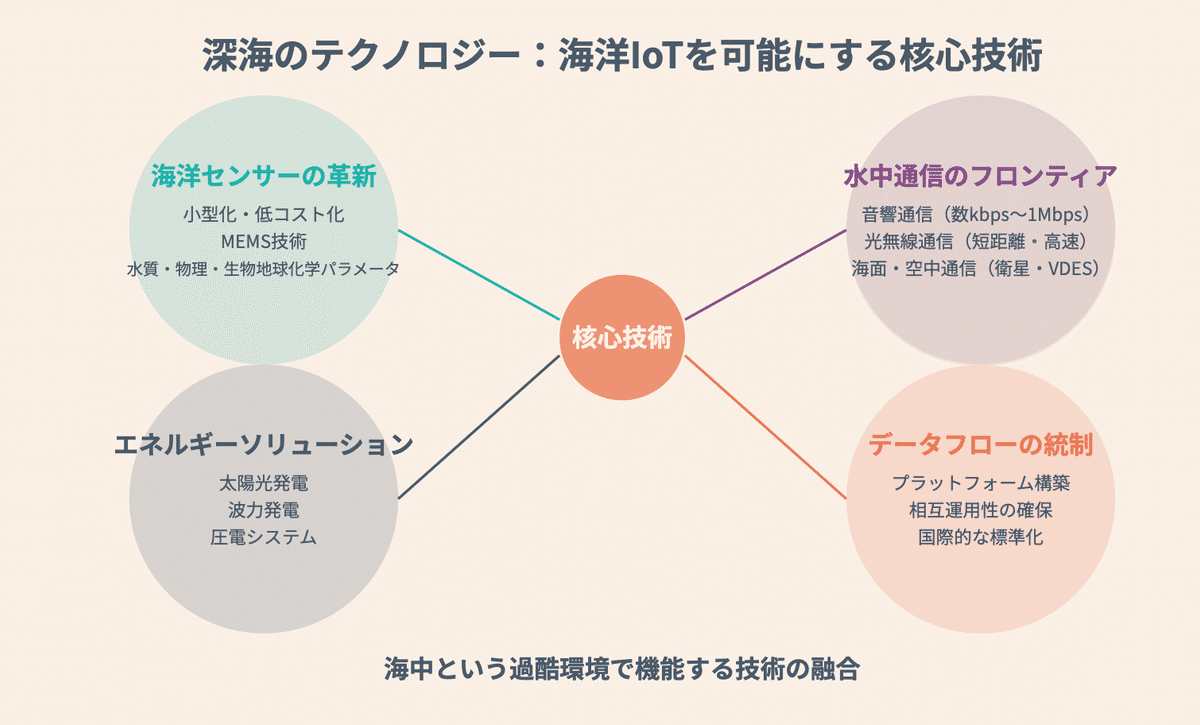 深海のテクノロジー：海洋IoTを可能にする核心技術
海洋センサーの革新
小型化・低コスト化
MEMS技術
水質・物理・生物地球化学パラメータ
水中通信のフロンティア
音響通信（数kbps〜1Mbps）
光無線通信（短距離・高速）
海面・空中通信（衛星・VDES）
核心技術
エネルギーソリューション
太陽光発電
波力発電
圧電システム
データフローの統制
プラットフォーム構築
相互運用性の確保
国際的な標準化
海中という過酷環境で機能する技術の融合